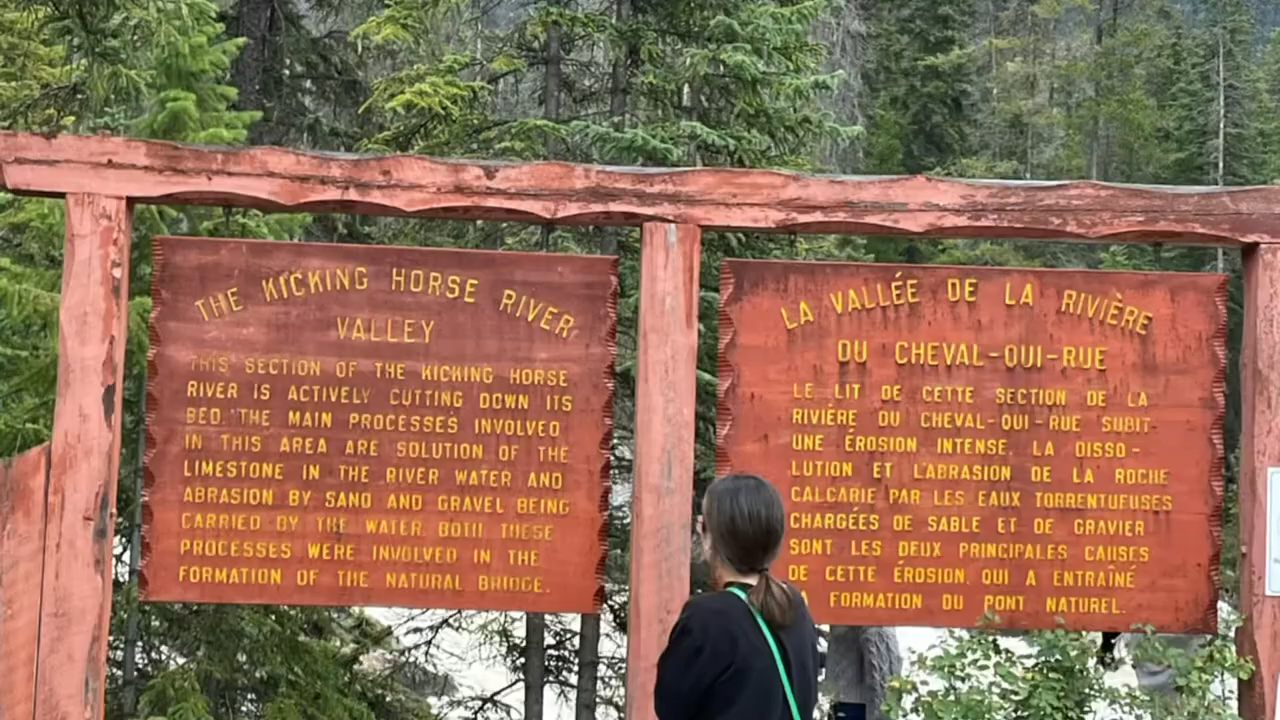 THE KICKING HORSE RIVER
VALLEY
THIS SECTION OF THE KICKING HORSE
RIVER IS ACTIVELY CUTTING DOWN ITS
BED. THE MAIN PROCESSES INVOLVED
IN THIS AREA ARE SOLUTION OF THE
LIMESTONE IN THE RIVER WATER AND
ABRASION BY SAND AND GRAVEL BEING
CARRIED BY THE WATER. BOTH THESE
PROCESSES WERE INVOLVED IN THE
FORMATION OF THE NATURAL BRIDGE.
LA VALLÉE DE LA RIVIÈRE
DU CHEVAL-QUI-RUE
LE LIT DE CETTE SECTION DE LA
RIVIÈRE DU CHEVAL-QUI-RUE SUBIT
UNE ÉROSION INTENSE. LA DISSO-
LUTION ET L'ABRASION DE LA ROCHE
CALCARIE PAR LES EAUX TORRENTUEUSES
CHARGÉES DE SABLE ET DE GRAVIER
SONT LES DEUX PRINCIPALES CAUSES
DE CETTE ÉROSION, QUI A ENTRAÎNÉ
A FORMATION DU PONT NATUREL.